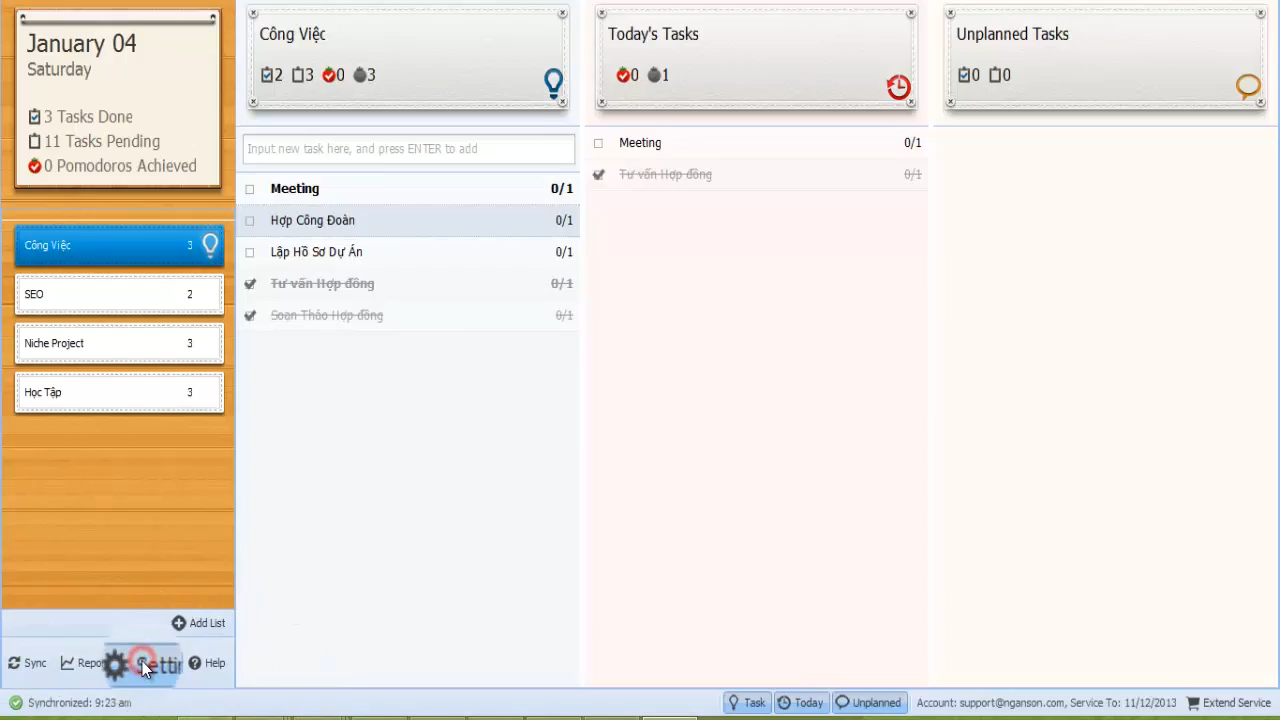 January 04
Saturday
3 Tasks Done
11 Tasks Pending
0 Pomodoros Achieved
Công Việc 3
SEO 2
Niche Project 3
Học Tập 3
Add List
Sync
Help
Công Việc
2 3 0 3
Input new task here, and press ENTER to add
Meeting 0/1
Hợp Công Đoàn 0/1
Lập Hồ Sơ Dự Án 0/1
Tư vấn Hợp đồng 0/1
Soạn Thảo Hợp đồng 0/1
Today's Tasks
0 1
Meeting 0/1
Tư vấn Hợp đồng 0/1
Unplanned Tasks
0 0
Synchronized: 9:23 am
Task
Today
Unplanned
Account: support@nganson.com, Service To: 11/12/2013
Extend Service